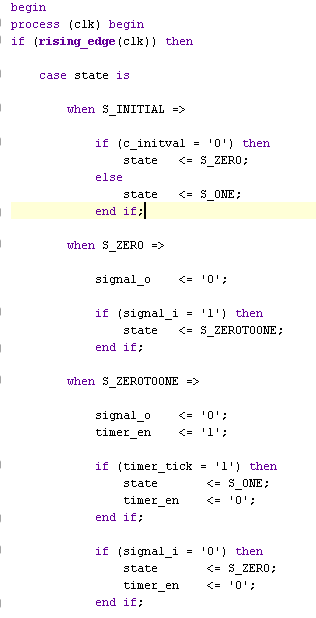 begin
process (clk) begin
if (rising_edge(clk)) then
case state is
when S_INITIAL =>
if (c_initval = '0') then
state <= S_ZERO;
else
state <= S_ONE;
end if;
when S_ZERO =>
signal_o <= '0';
if (signal_i = '1') then
state <= S_ZEROTOONE;
end if;
when S_ZEROTOONE =>
signal_o <= '0';
timer_en <= '1';
if (timer_tick = '1') then
state <= S_ONE;
timer_en <= '0';
end if;
if (signal_i = '0') then
state <= S_ZERO;
timer_en <= '0';
end if;